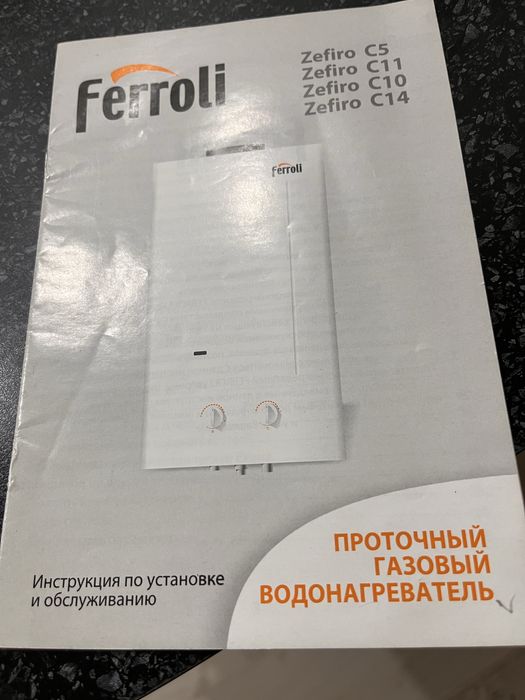 Ferroli
Zefiro C5
Zefiro C11
Zefiro C10
Zefiro C14
Ferroli
Инструкция по установке
и обслуживанию
ПРОТОЧНЫЙ
ГАЗОВЫЙ
ВОДОНАГРЕВАТЕЛЬ